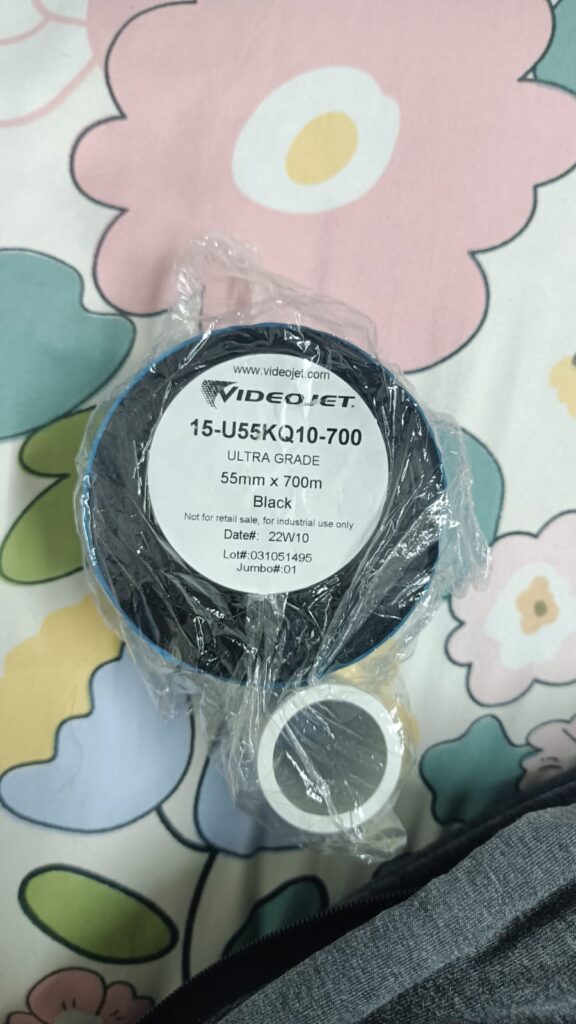 www.videojet.com
VIDEOJET.
15-U55KQ10-700
ULTRA GRADE
55mm x 700m
Black
Not for retail sale, for industrial use only
Date#: 22W10
Lot#:031051495
Jumbo#:01